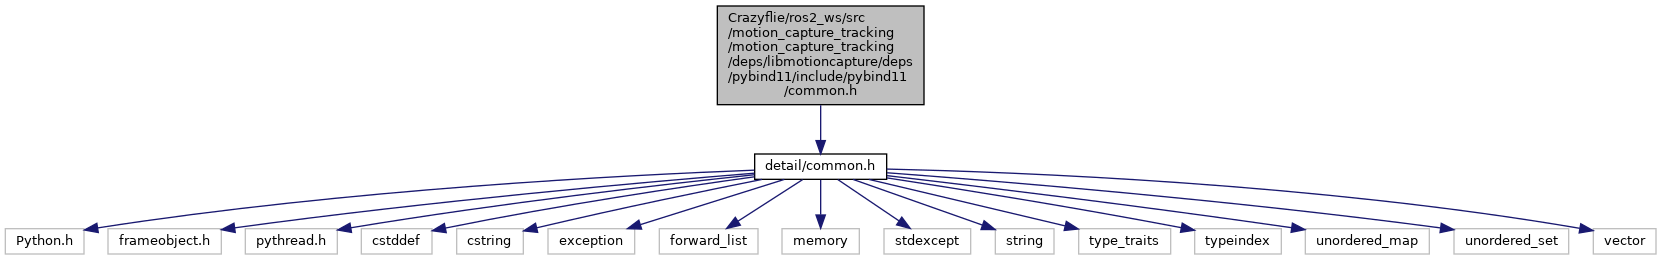 Crazyflie/ros2_ws/src
/motion_capture_tracking
/motion_capture_tracking
/deps/libmotioncapture/deps
/pybind11/include/pybind11
/common.h
detail/common.h
Python.h
frameobject.h
pythread.h
cstddef
cstring
exception
forward_list
memory
stdexcept
string
type_traits
typeindex
unordered_map
unordered_set
vector